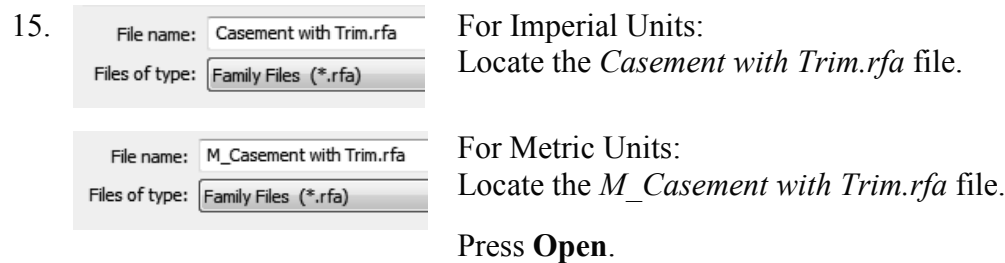 15.
File name: Casement with Trim.rfa
Files of type: Family Files (*.rfa)
For Imperial Units:
Locate the Casement with Trim.rfa file.
File name: M_Casement with Trim.rfa
Files of type: Family Files (*.rfa)
For Metric Units:
Locate the M_Casement with Trim.rfa file.
Press Open.